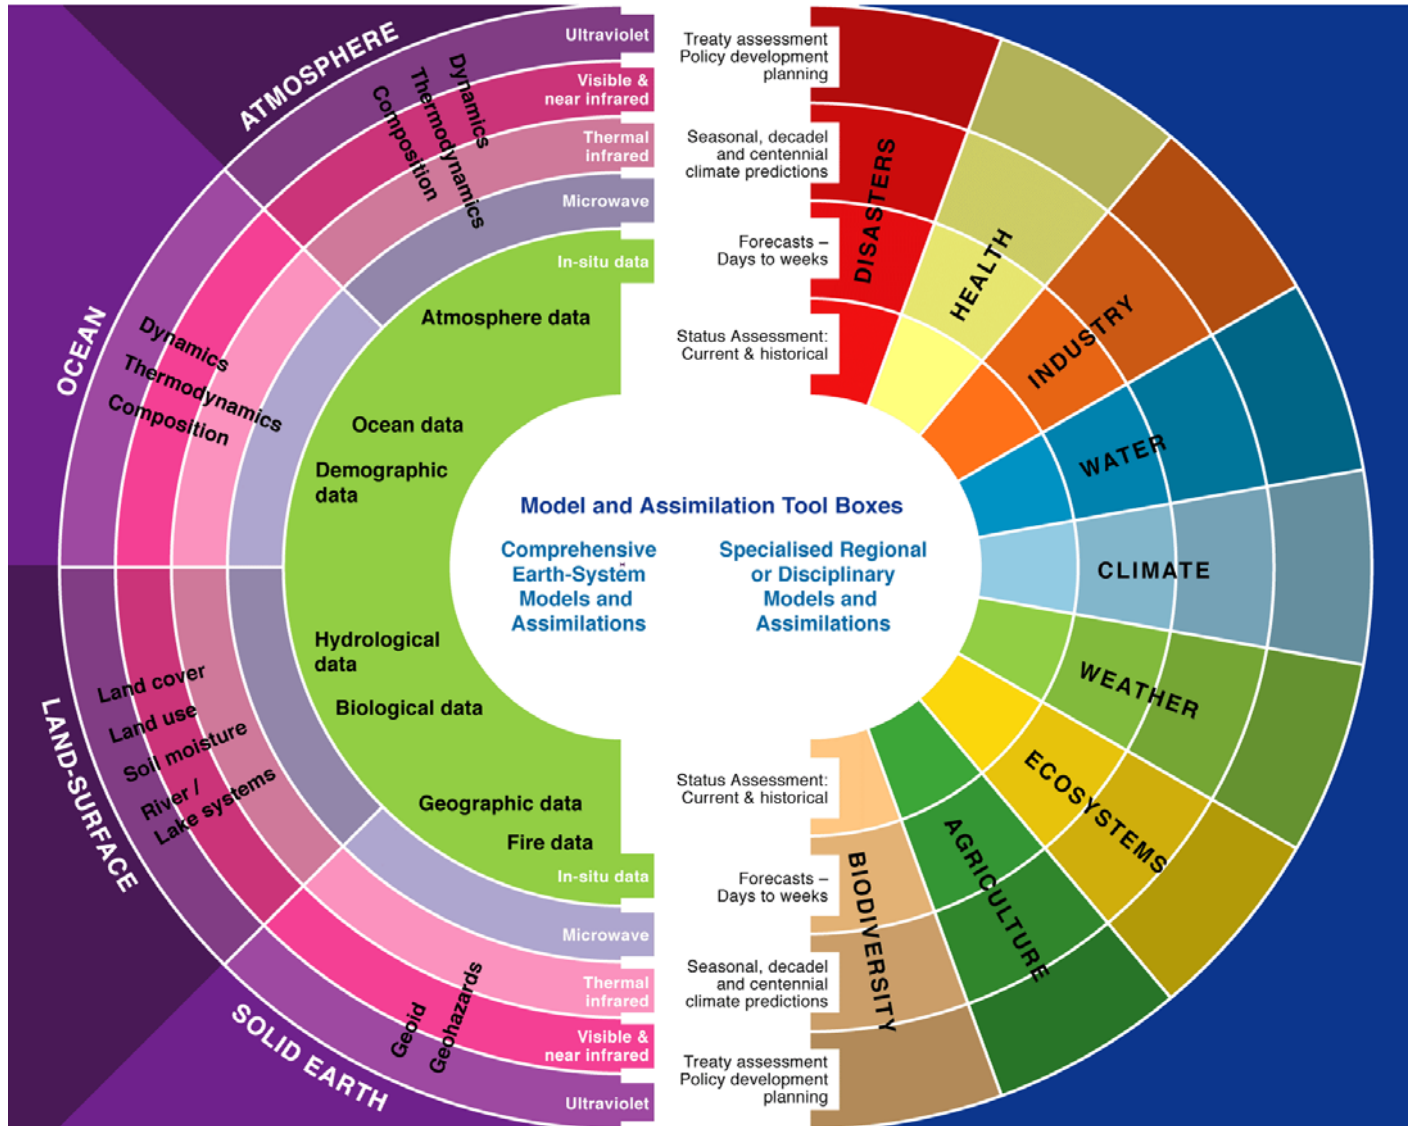 ATMOSPHERE
Dynamics
Thermodynamics
Composition
OCEAN
Dynamics
Thermodynamics
Composition
LAND-SURFACE
Land cover
Land use
Soil moisture
River /
Lake systems
SOLID EARTH
Geoid
Geohazards
Ultraviolet
Visible &
near infrared
Thermal
infrared
Microwave
In-situ data
Atmosphere data
Ocean data
Demographic
data
Hydrological
data
Biological data
Geographic data
Fire data
In-situ data
Microwave
Thermal
infrared
Visible &
near infrared
Ultraviolet
Model and Assimilation Tool Boxes
Comprehensive
Earth-System
Models and
Assimilations
Specialised Regional
or Disciplinary
Models and
Assimilations
Treaty assessment
Policy development
planning
Seasonal, decadel
and centennial
climate predictions
Forecasts –
Days to weeks
Status Assessment:
Current & historical
Status Assessment:
Current & historical
Forecasts –
Days to weeks
Seasonal, decadel
and centennial
climate predictions
Treaty assessment
Policy development
planning
DISASTERS
HEALTH
INDUSTRY
WATER
CLIMATE
WEATHER
ECOSYSTEMS
AGRICULTURE
BIODIVERSITY